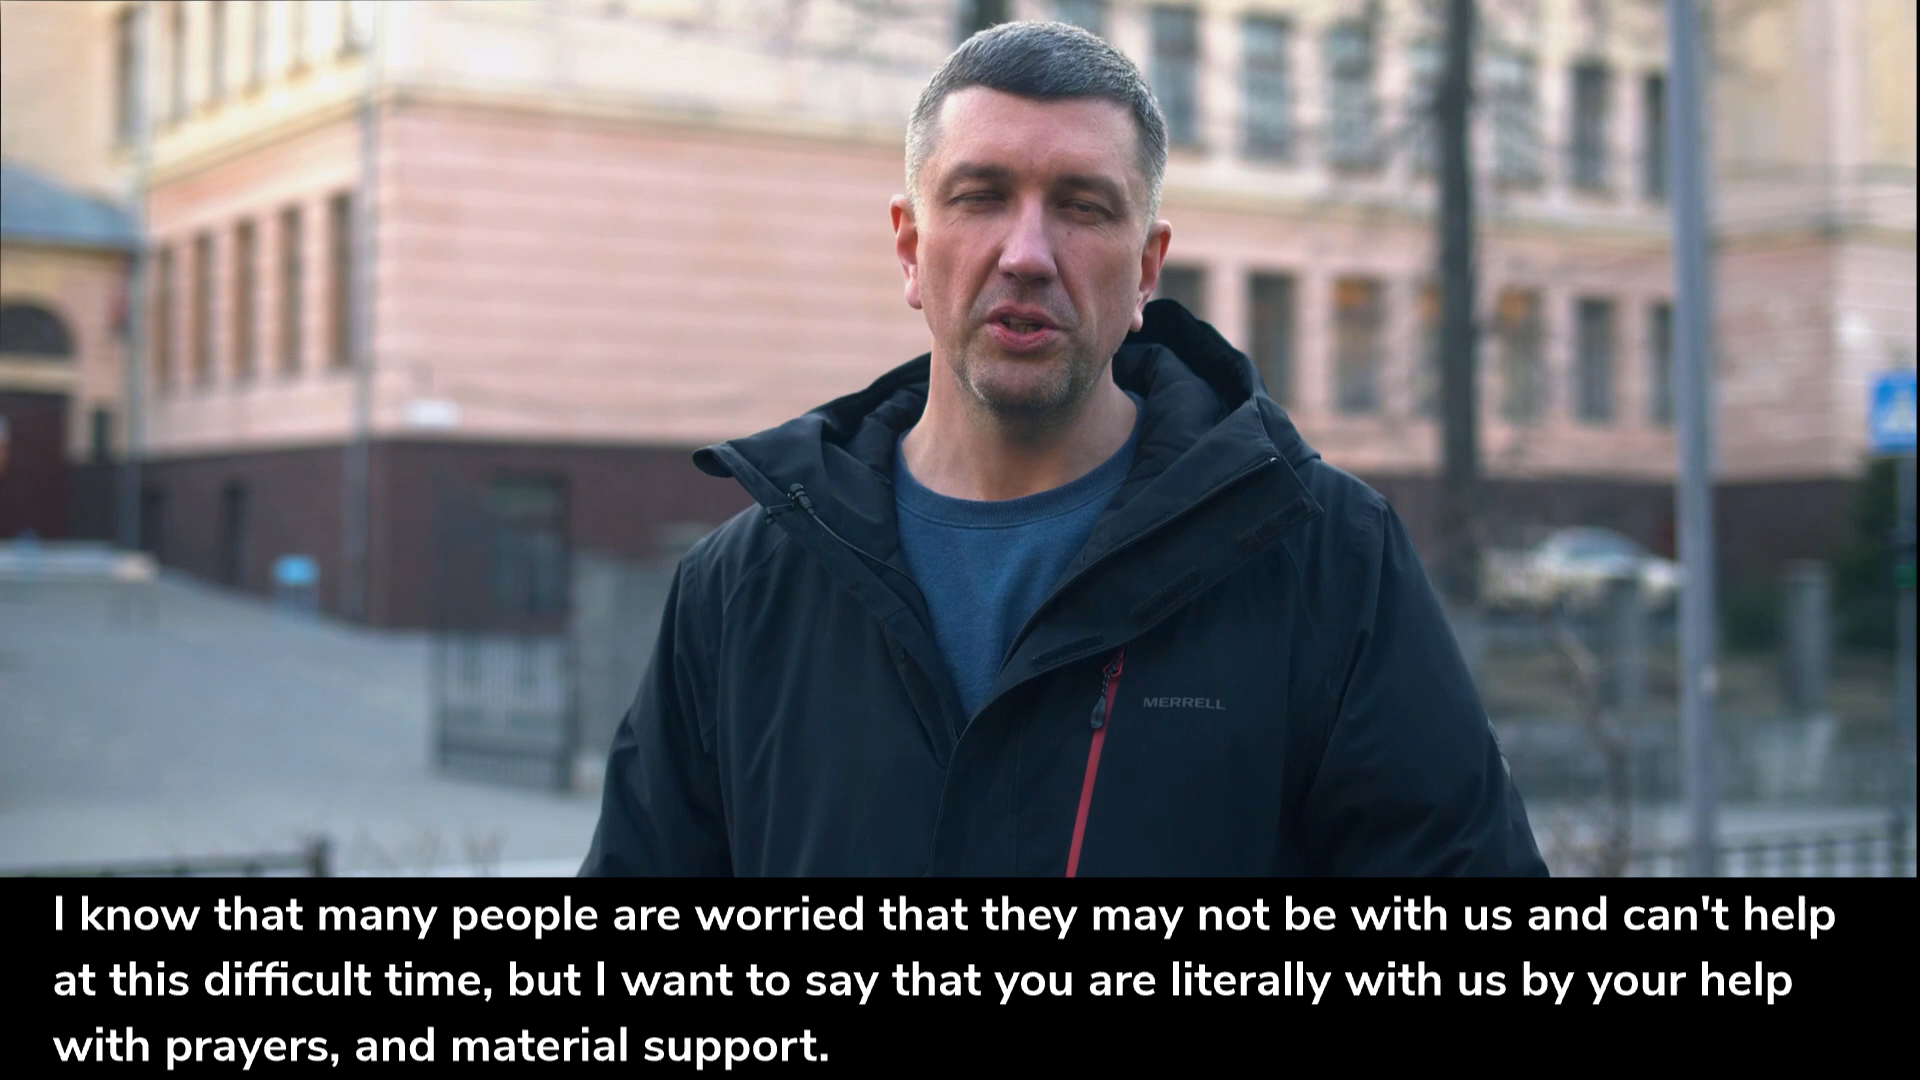 MERRELL
I know that many people are worried that they may not be with us and can't help
at this difficult time, but I want to say that you are literally with us by your help
with prayers, and material support.